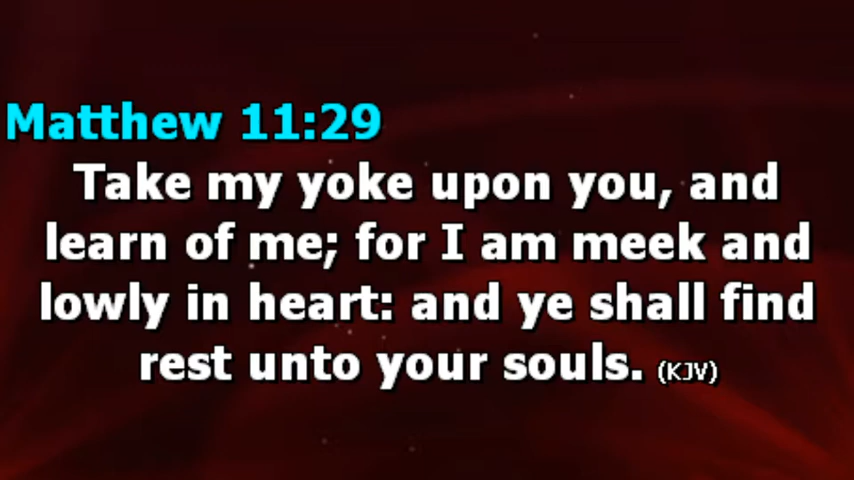 Matthew 11:29
Take my yoke upon you, and
learn of me; for I am meek and
lowly in heart: and ye shall find
rest unto your souls. (KJV)